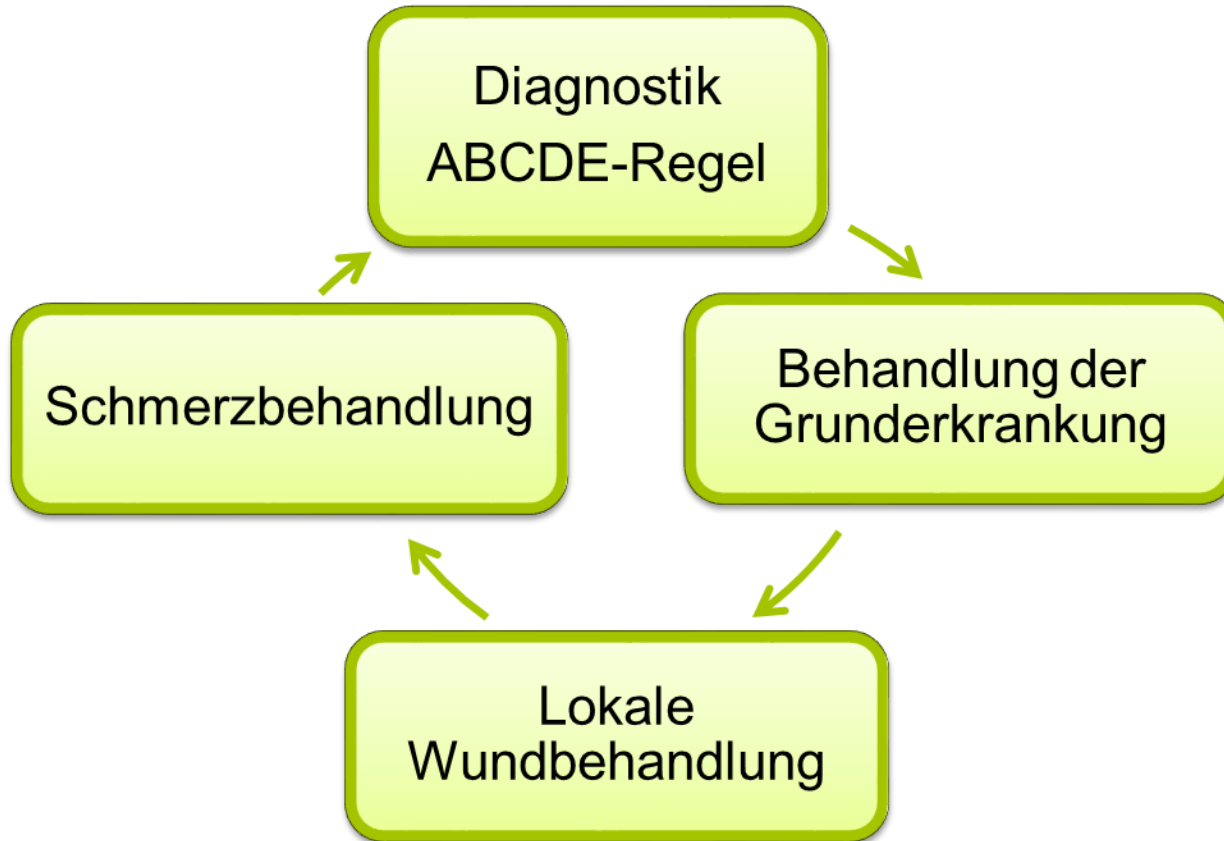 Diagnostik
ABCDE-Regel
Schmerzbehandlung
Behandlung der
Grunderkrankung
Lokale
Wundbehandlung